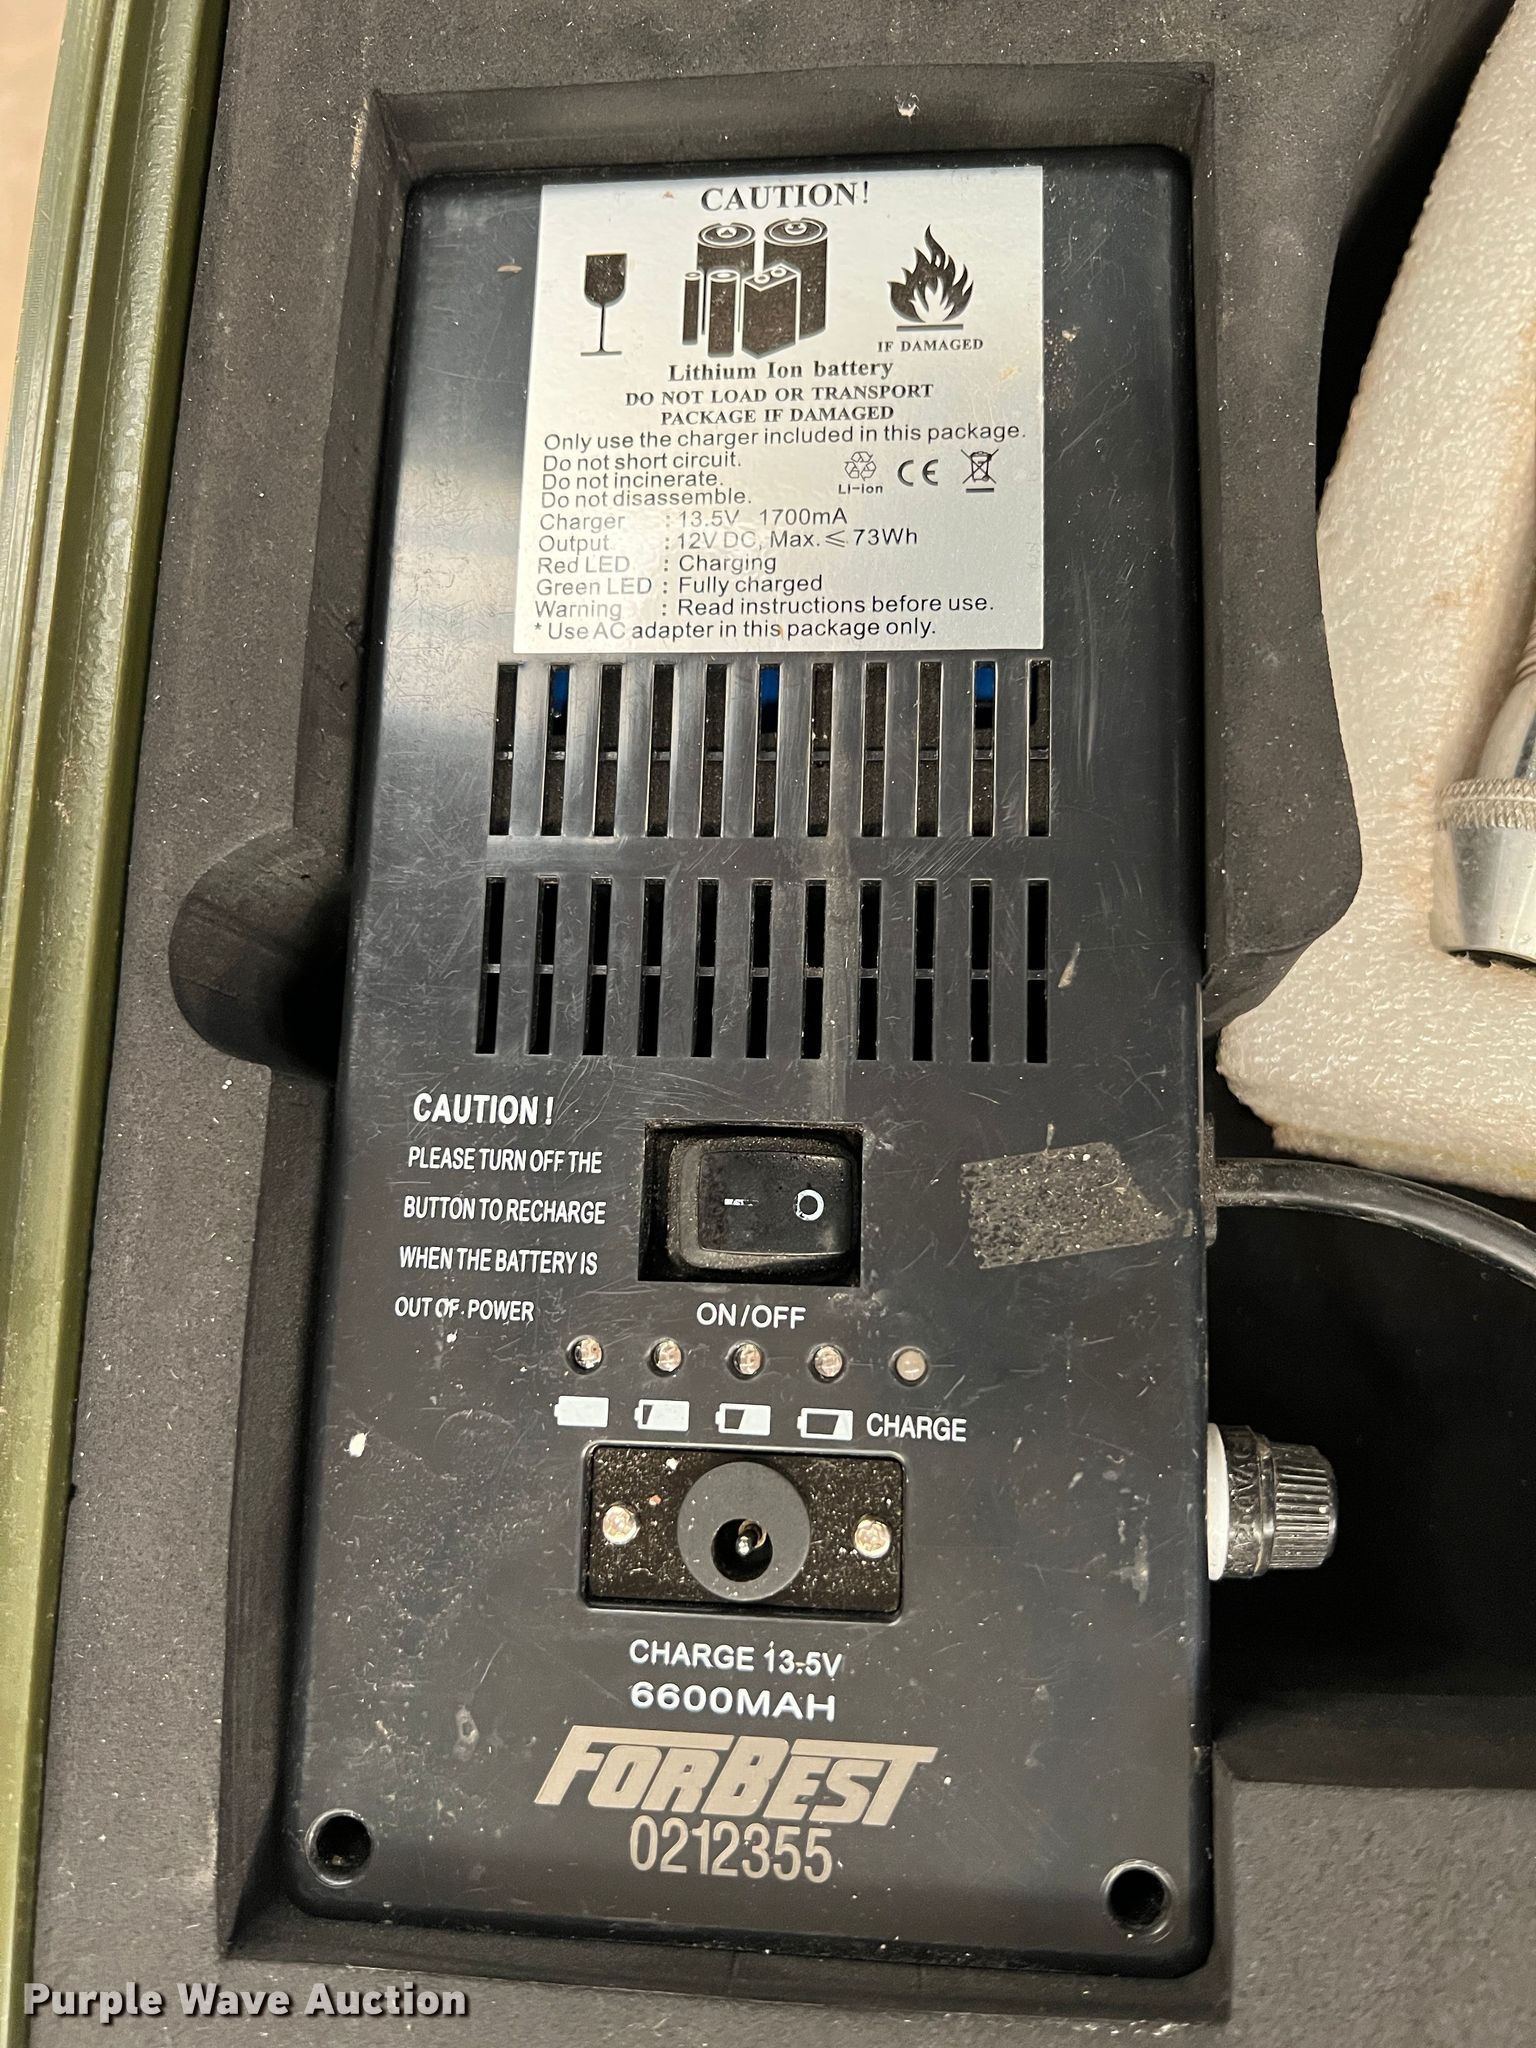 CAUTION!
IF DAMAGED
Lithium Ion battery
DO NOT LOAD OR TRANSPORT
PACKAGE IF DAMAGED
Only use the charger included in this package.
Do not short circuit.
Do not incinerate.
Do not disassemble.
LI-ion
CE
Charger : 13.5V 1700mA
Output : 12V DC, Max. ≤ 73Wh
Red LED : Charging
Green LED : Fully charged
Warning : Read instructions before use.
* Use AC adapter in this package only.
CAUTION !
PLEASE TURN OFF THE
BUTTON TO RECHARGE
WHEN THE BATTERY IS
OUT OF POWER
ON/OFF
CHARGE
CHARGE 13.5V
6600MAH
FORBEST
0212355
Purple Wave Auction